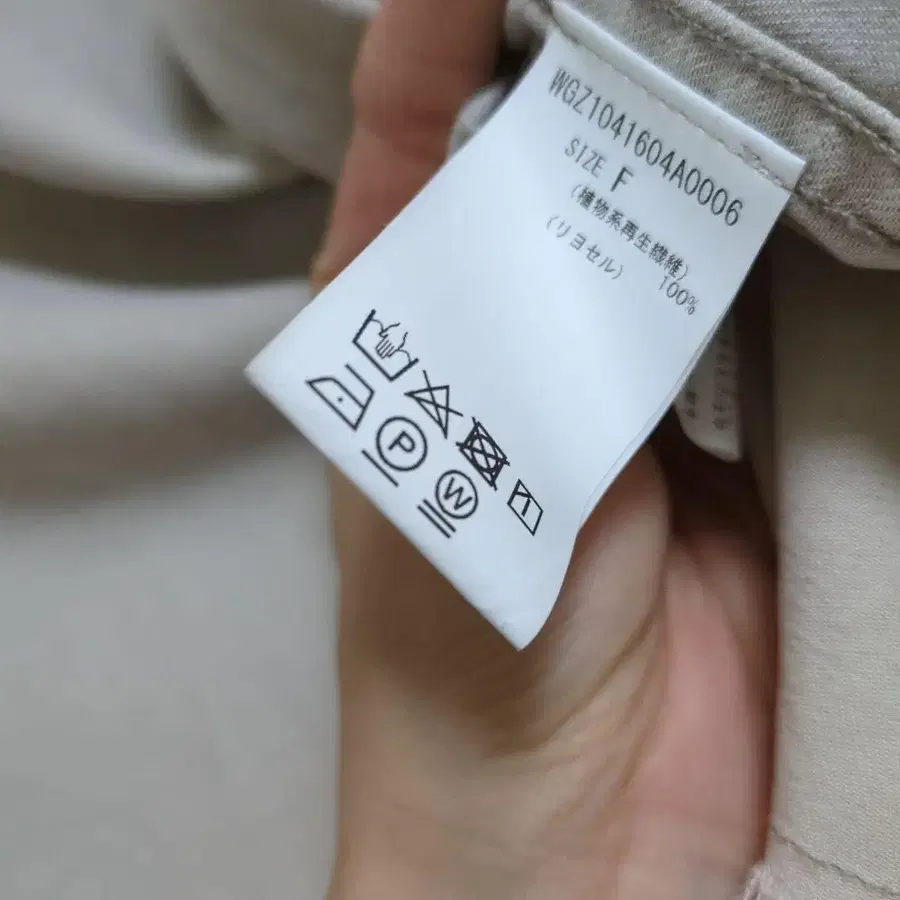 WGZ1041604A0006
SIZE F
(植物系再生繊維)
(リヨセル) 100%
P
W